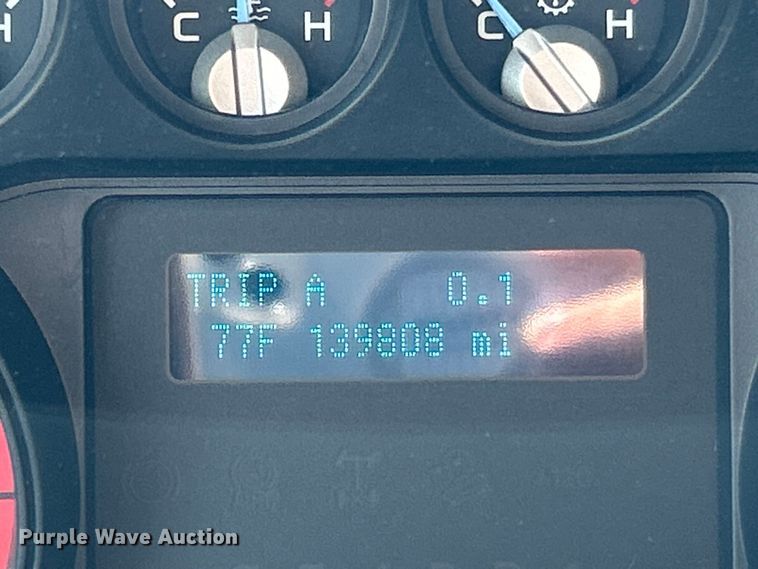 H
C H
C H
TRIP A 0.1
77F 139808 mi
Purple Wave Auction